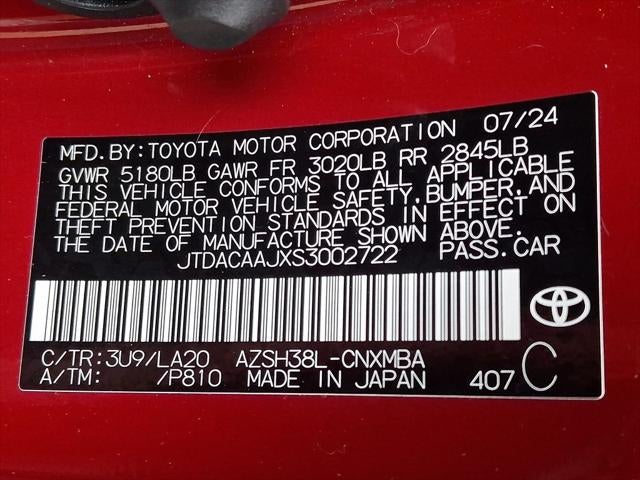 MFD.BY:TOYOTA MOTOR CORPORATION 07/24
GVWR 5180LB GAWR FR 3020LB RR 2845LB
THIS VEHICLE CONFORMS TO ALL APPLICABLE
FEDERAL MOTOR VEHICLE SAFETY,BUMPER,AND
THEFT PREVENTION STANDARDS IN EFFECT ON
THE DATE OF MANUFACTURE SHOWN ABOVE.
JTDACAAJXS3002722 PASS.CAR
C/TR:3U9/LA20 AZSH38L-CNXMBA
A/TM: /P810 MADE IN JAPAN 407 C